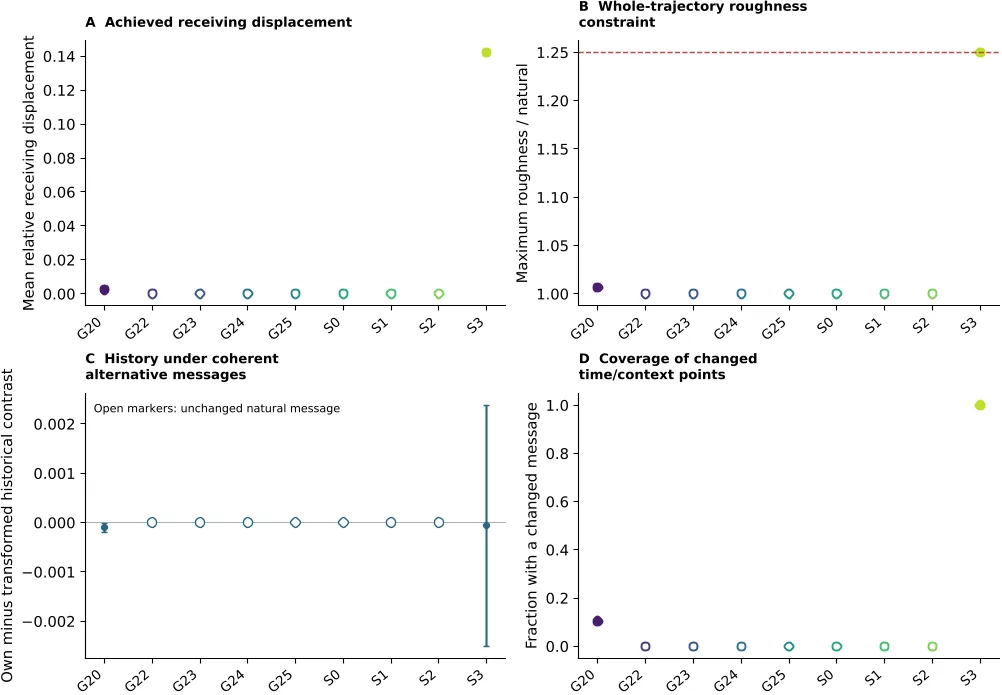 A  Achieved receiving displacement
Mean relative receiving displacement
0.14
0.12
0.10
0.08
0.06
0.04
0.02
0.00
G20
G22
G23
G24
G25
S0
S1
S2
S3
B  Whole-trajectory roughness
constraint
Maximum roughness / natural
1.25
1.20
1.15
1.10
1.05
1.00
G20
G22
G23
G24
G25
S0
S1
S2
S3
C  History under coherent
alternative messages
Own minus transformed historical contrast
Open markers: unchanged natural message
0.002
0.001
0.000
−0.001
−0.002
G20
G22
G23
G24
G25
S0
S1
S2
S3
D  Coverage of changed
time/context points
Fraction with a changed message
1.0
0.8
0.6
0.4
0.2
0.0
G20
G22
G23
G24
G25
S0
S1
S2
S3